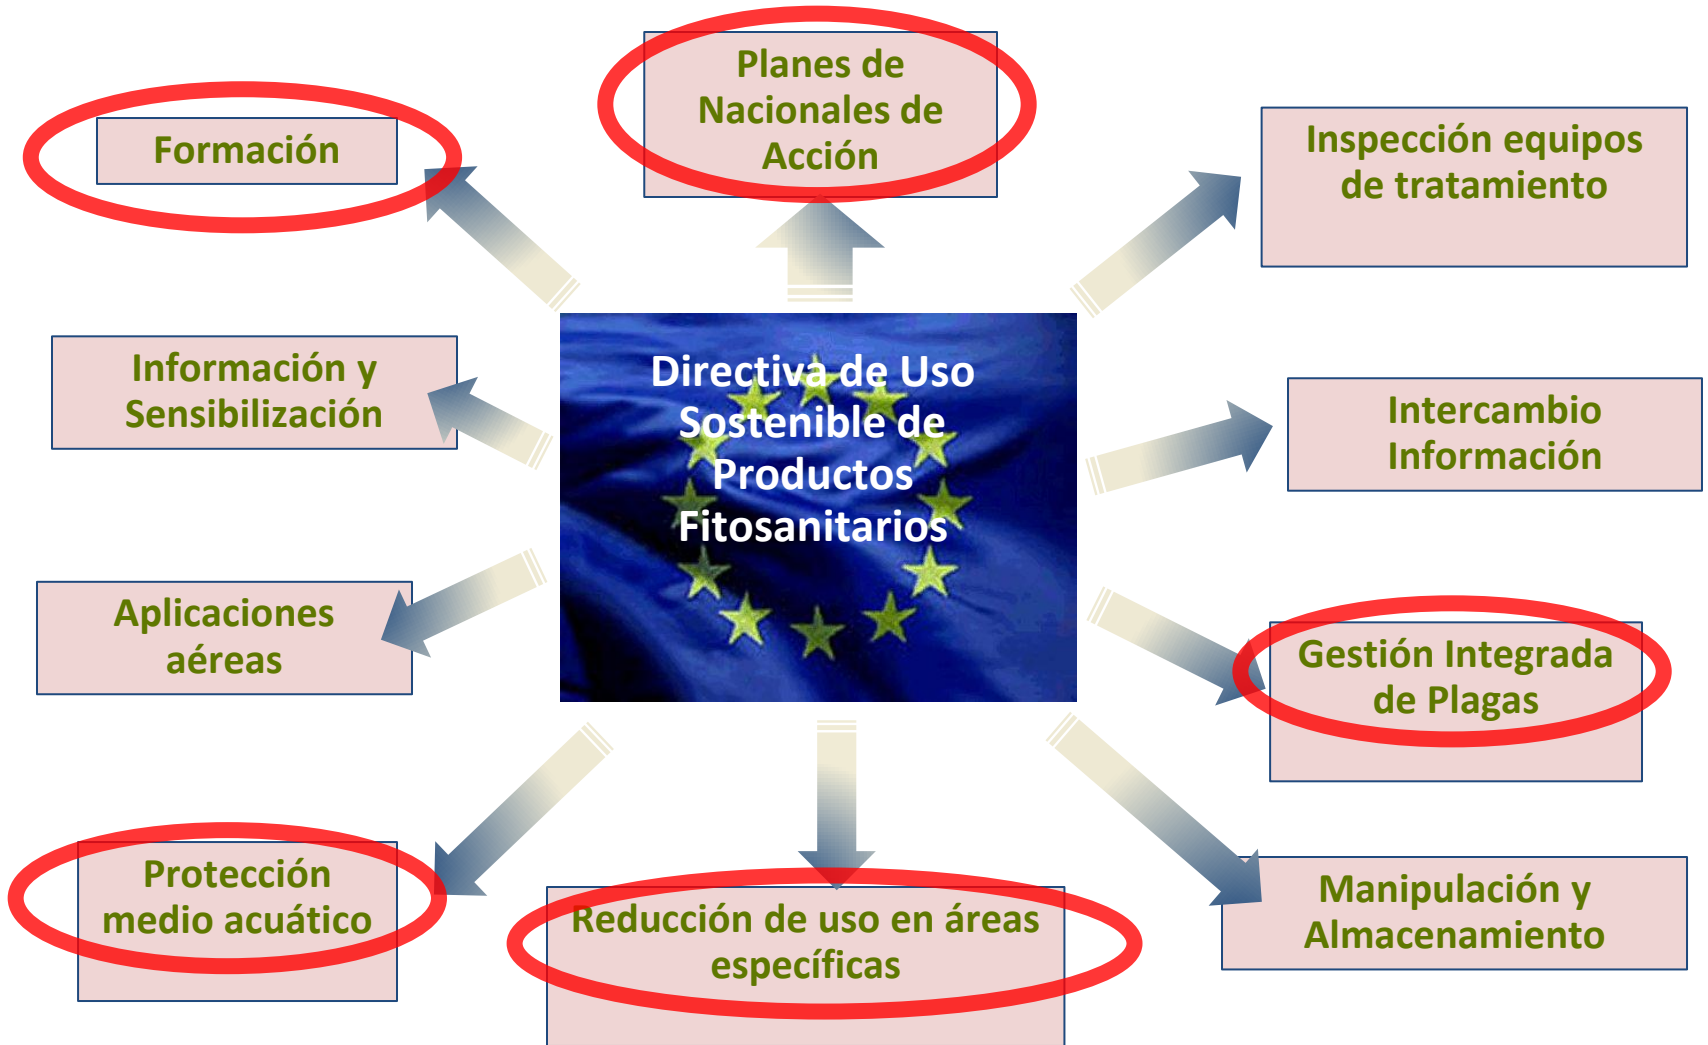 Planes de
Nacionales de
Acción
Formación
Inspección equipos
de tratamiento
Información y
Sensibilización
Directiva de Uso
Sostenible de
Productos
Fitosanitarios
Intercambio
Información
Aplicaciones
aéreas
Gestión Integrada
de Plagas
Protección
medio acuático
Reducción de uso en áreas
específicas
Manipulación y
Almacenamiento